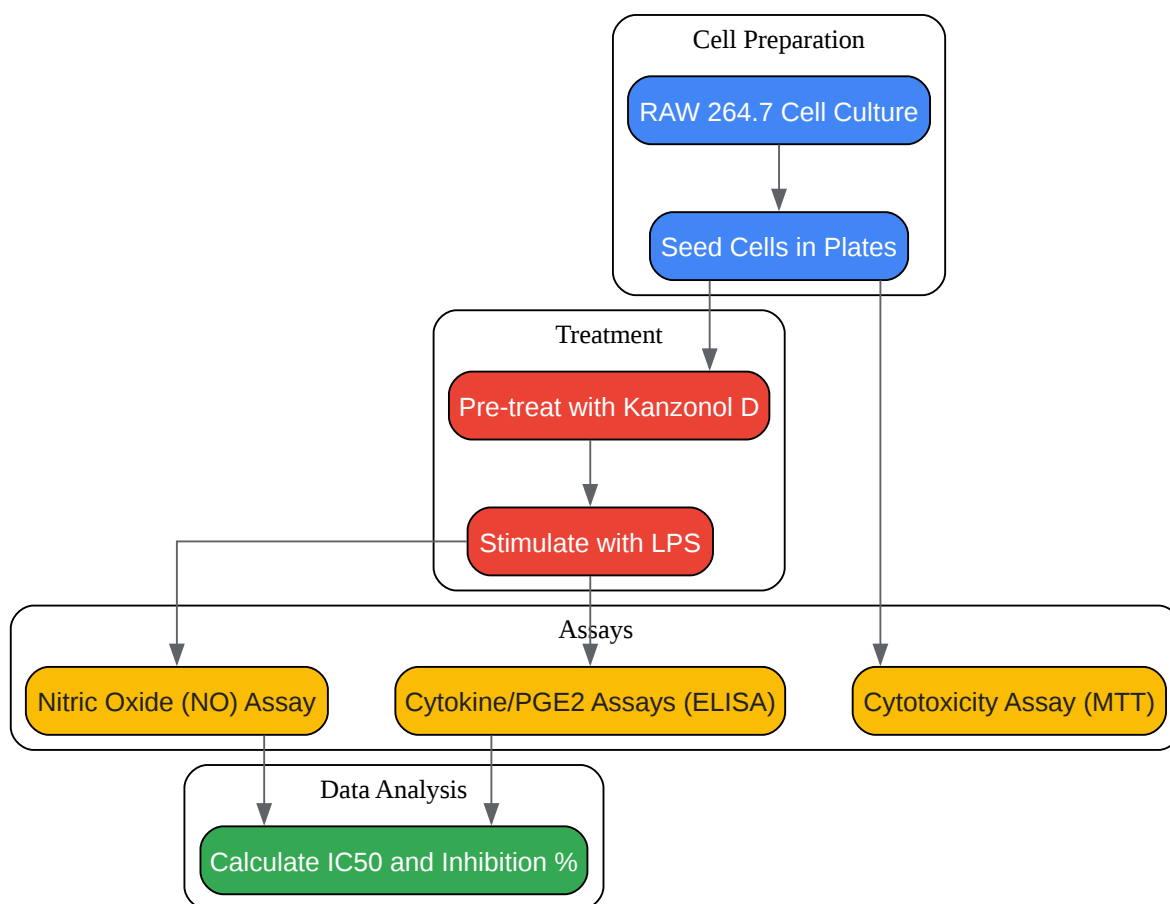 Cell Preparation
RAW 264.7 Cell Culture
Seed Cells in Plates
Treatment
Pre-treat with Kanzonol D
Stimulate with LPS
Assays
Nitric Oxide (NO) Assay
Cytokine/PGE2 Assays (ELISA)
Cytotoxicity Assay (MTT)
Data Analysis
Calculate IC50 and Inhibition %